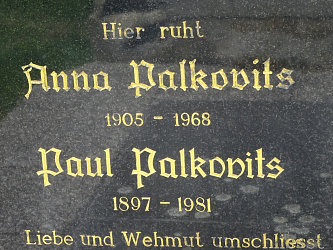 Hier ruht
Anna Palkovits
1905 - 1968
Paul Palkovits
1897 - 1981
Liebe und Wehmut umschliesst